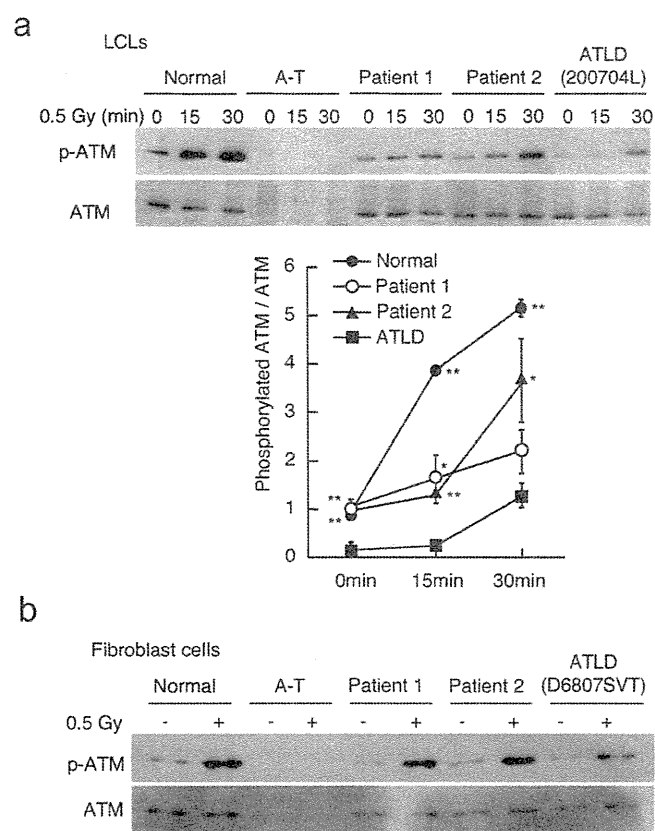 a
LCLs
Normal A-T Patient 1 Patient 2 ATLD (200704L)
0.5 Gy (min) 0 15 30 0 15 30 0 15 30 0 15 30 0 15 30
p-ATM
ATM
Phosphorylated ATM / ATM
6
5
4
3
2
1
0
Normal
Patient 1
Patient 2
ATLD
**
**
*
**
*
**
**
0min 15min 30min
b
Fibroblast cells
Normal A-T Patient 1 Patient 2 ATLD (D6807SVT)
0.5 Gy - + - + - + - + - +
p-ATM
ATM